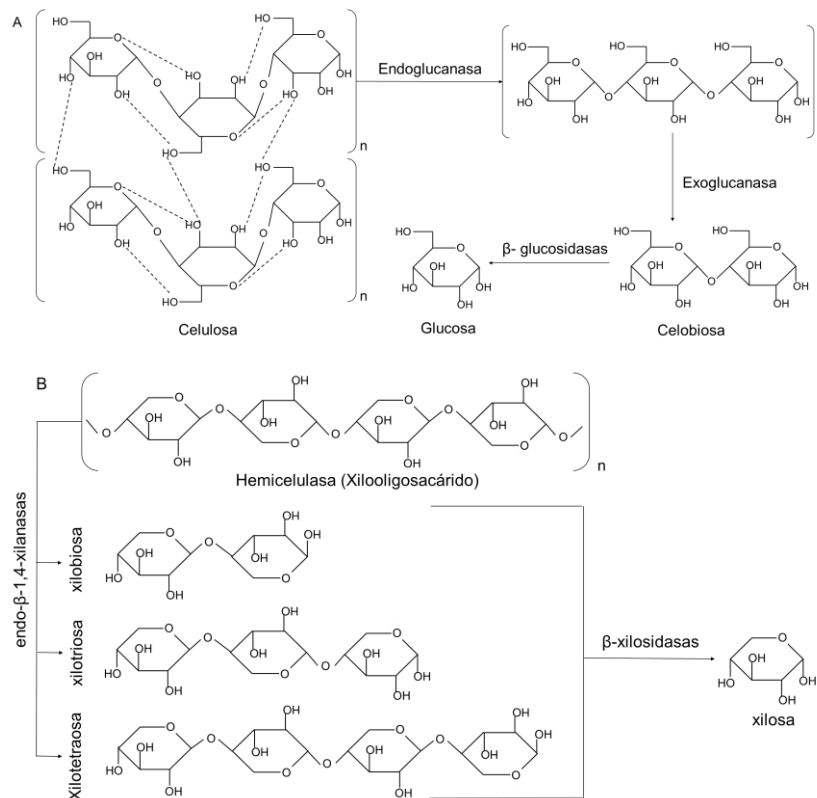 A
Endoglucanasa
n
Exoglucanasa
n
β- glucosidasas
Celulosa
Glucosa
Celobiosa
B
n
Hemicelulasa (Xilooligosacárido)
endo-β-1,4-xilanasas
xilobiosa
xilotriosa
Xilotetraosa
β-xilosidasas
xilosa